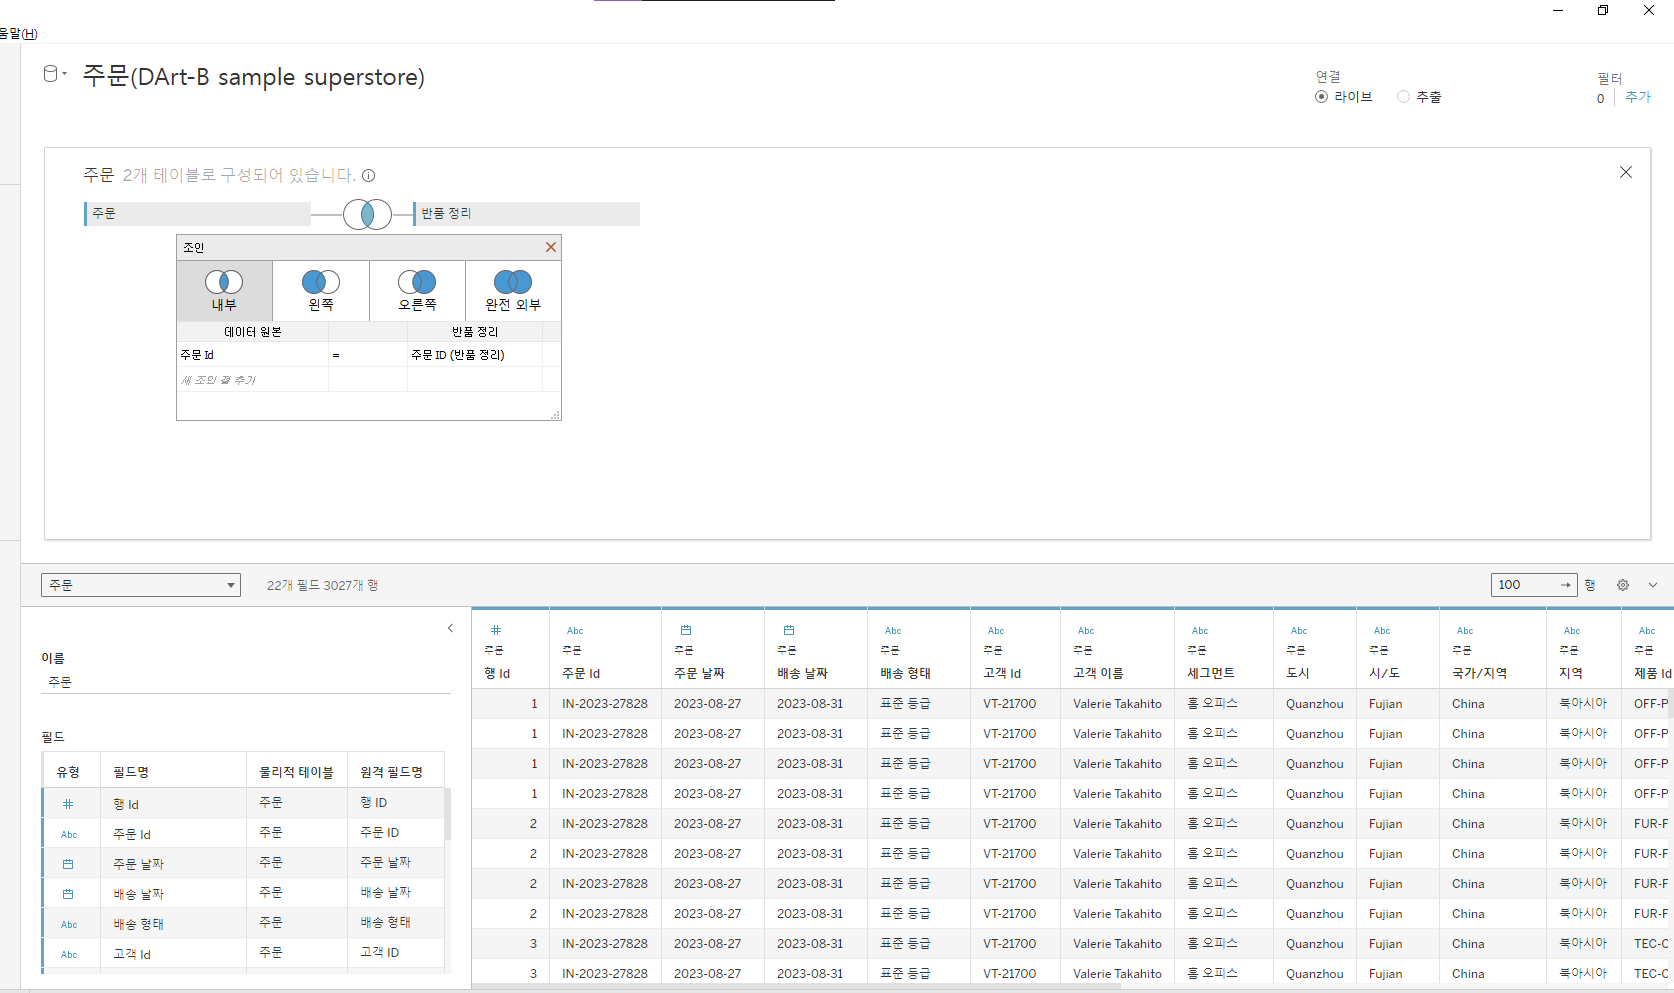 움말(H)
주문(DArt-B sample superstore)
연결
라이브 추출
필터
0 추가
주문 2개 테이블로 구성되어 있습니다.
주문 반품 정리
조인
내부 왼쪽 오른쪽 완전 외부
데이터 원본 반품 정리
주문 Id = 주문 ID (반품 정리)
새 조인 절 추가
주문 22개 필드 3027개 행 100 → 행
이름
주문
필드
유형 필드명 물리적 테이블 원격 필드명
# 행 Id 주문 행 ID
Abc 주문 Id 주문 주문 ID
주문 날짜 주문 주문 날짜
배송 날짜 주문 배송 날짜
Abc 배송 형태 주문 배송 형태
Abc 고객 Id 주문 고객 ID
# Abc Abc Abc Abc Abc Abc Abc Abc Abc Abc
주문 주문 주문 주문 주문 주문 주문 주문 주문 주문 주문 주문 주문
행 Id 주문 Id 주문 날짜 배송 날짜 배송 형태 고객 Id 고객 이름 세그먼트 도시 시/도 국가/지역 지역 제품 Id
1 IN-2023-27828 2023-08-27 2023-08-31 표준 등급 VT-21700 Valerie Takahito 홈 오피스 Quanzhou Fujian China 북아시아 OFF-P
1 IN-2023-27828 2023-08-27 2023-08-31 표준 등급 VT-21700 Valerie Takahito 홈 오피스 Quanzhou Fujian China 북아시아 OFF-P
1 IN-2023-27828 2023-08-27 2023-08-31 표준 등급 VT-21700 Valerie Takahito 홈 오피스 Quanzhou Fujian China 북아시아 OFF-P
1 IN-2023-27828 2023-08-27 2023-08-31 표준 등급 VT-21700 Valerie Takahito 홈 오피스 Quanzhou Fujian China 북아시아 OFF-P
2 IN-2023-27828 2023-08-27 2023-08-31 표준 등급 VT-21700 Valerie Takahito 홈 오피스 Quanzhou Fujian China 북아시아 FUR-F
2 IN-2023-27828 2023-08-27 2023-08-31 표준 등급 VT-21700 Valerie Takahito 홈 오피스 Quanzhou Fujian China 북아시아 FUR-F
2 IN-2023-27828 2023-08-27 2023-08-31 표준 등급 VT-21700 Valerie Takahito 홈 오피스 Quanzhou Fujian China 북아시아 FUR-F
2 IN-2023-27828 2023-08-27 2023-08-31 표준 등급 VT-21700 Valerie Takahito 홈 오피스 Quanzhou Fujian China 북아시아 FUR-F
3 IN-2023-27828 2023-08-27 2023-08-31 표준 등급 VT-21700 Valerie Takahito 홈 오피스 Quanzhou Fujian China 북아시아 TEC-C
3 IN-2023-27828 2023-08-27 2023-08-31 표준 등급 VT-21700 Valerie Takahito 홈 오피스 Quanzhou Fujian China 북아시아 TEC-C